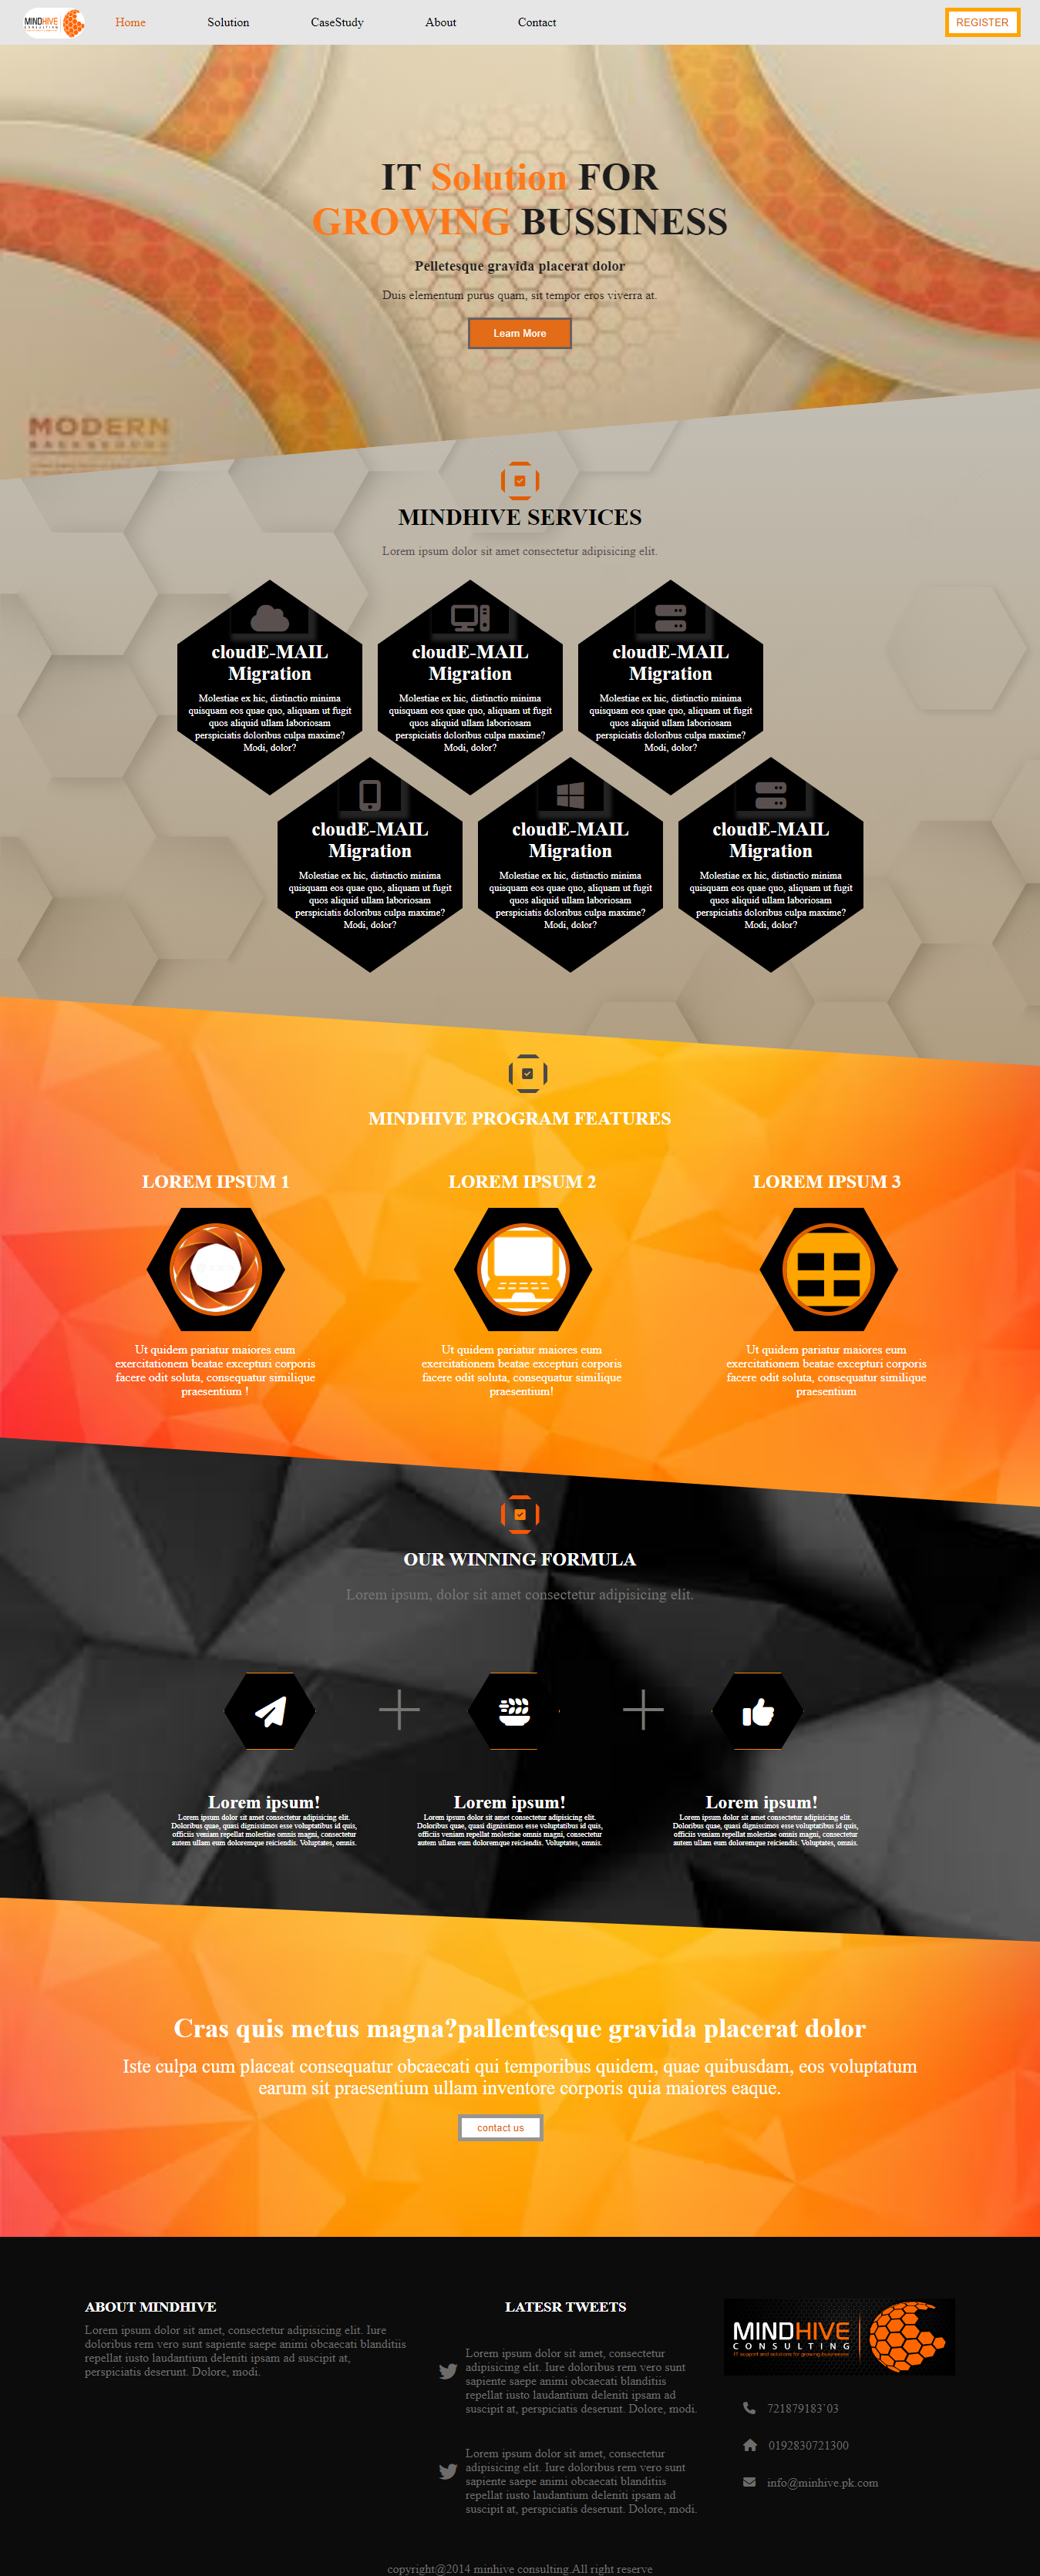 MINDHIVE
CONSULTING
Home
Solution
CaseStudy
About
Contact
REGISTER
IT Solution FOR
GROWING BUSSINESS
Pelletesque gravida placerat dolor
Duis elementum purus quam, sit tempor eros viverra at.
Learn More
MODERN
BACKGROUND
MINDHIVE SERVICES
Lorem ipsum dolor sit amet consectetur adipisicing elit.
cloudE-MAIL
Migration
Molestiae ex hic, distinctio minima
quisquam eos quae quo, aliquam ut fugit
quos aliquid ullam laboriosam
perspiciatis doloribus culpa maxime?
Modi, dolor?
cloudE-MAIL
Migration
Molestiae ex hic, distinctio minima
quisquam eos quae quo, aliquam ut fugit
quos aliquid ullam laboriosam
perspiciatis doloribus culpa maxime?
Modi, dolor?
cloudE-MAIL
Migration
Molestiae ex hic, distinctio minima
quisquam eos quae quo, aliquam ut fugit
quos aliquid ullam laboriosam
perspiciatis doloribus culpa maxime?
Modi, dolor?
cloudE-MAIL
Migration
Molestiae ex hic, distinctio minima
quisquam eos quae quo, aliquam ut fugit
quos aliquid ullam laboriosam
perspiciatis doloribus culpa maxime?
Modi, dolor?
cloudE-MAIL
Migration
Molestiae ex hic, distinctio minima
quisquam eos quae quo, aliquam ut fugit
quos aliquid ullam laboriosam
perspiciatis doloribus culpa maxime?
Modi, dolor?
cloudE-MAIL
Migration
Molestiae ex hic, distinctio minima
quisquam eos quae quo, aliquam ut fugit
quos aliquid ullam laboriosam
perspiciatis doloribus culpa maxime?
Modi, dolor?
MINDHIVE PROGRAM FEATURES
LOREM IPSUM 1
Ut quidem pariatur maiores eum
exercitationem beatae excepturi corporis
facere odit soluta, consequatur similique
praesentium !
LOREM IPSUM 2
Ut quidem pariatur maiores eum
exercitationem beatae excepturi corporis
facere odit soluta, consequatur similique
praesentium!
LOREM IPSUM 3
Ut quidem pariatur maiores eum
exercitationem beatae excepturi corporis
facere odit soluta, consequatur similique
praesentium
OUR WINNING FORMULA
Lorem ipsum, dolor sit amet consectetur adipisicing elit.
Lorem ipsum!
Lorem ipsum dolor sit amet consectetur adipisicing elit.
Doloribus quae, quasi dignissimos esse voluptatibus id quis,
officiis veniam repellat molestiae omnis magni, consectetur
autem ullam eum doloremque reiciendis. Voluptates, omnis.
Lorem ipsum!
Lorem ipsum dolor sit amet consectetur adipisicing elit.
Doloribus quae, quasi dignissimos esse voluptatibus id quis,
officiis veniam repellat molestiae omnis magni, consectetur
autem ullam eum doloremque reiciendis. Voluptates, omnis.
Lorem ipsum!
Lorem ipsum dolor sit amet consectetur adipisicing elit.
Doloribus quae, quasi dignissimos esse voluptatibus id quis,
officiis veniam repellat molestiae omnis magni, consectetur
autem ullam eum doloremque reiciendis. Voluptates, omnis.
Cras quis metus magna?pallentesque gravida placerat dolor
Iste culpa cum placeat consequatur obcaecati qui temporibus quidem, quae quibusdam, eos voluptatum
earum sit praesentium ullam inventore corporis quia maiores eaque.
contact us
ABOUT MINDHIVE
Lorem ipsum dolor sit amet, consectetur adipisicing elit. Iure
doloribus rem vero sunt sapiente saepe animi obcaecati blanditiis
repellat iusto laudantium deleniti ipsam ad suscipit at,
perspiciatis deserunt. Dolore, modi.
LATESR TWEETS
Lorem ipsum dolor sit amet, consectetur
adipisicing elit. Iure doloribus rem vero sunt
sapiente saepe animi obcaecati blanditiis
repellat iusto laudantium deleniti ipsam ad
suscipit at, perspiciatis deserunt. Dolore, modi.
Lorem ipsum dolor sit amet, consectetur
adipisicing elit. Iure doloribus rem vero sunt
sapiente saepe animi obcaecati blanditiis
repellat iusto laudantium deleniti ipsam ad
suscipit at, perspiciatis deserunt. Dolore, modi.
MINDHIVE
CONSULTING
IT support and solutions for growing businesses
721879183'03
0192830721300
info@minhive.pk.com
copyright@2014 minhive consulting.All right reserve